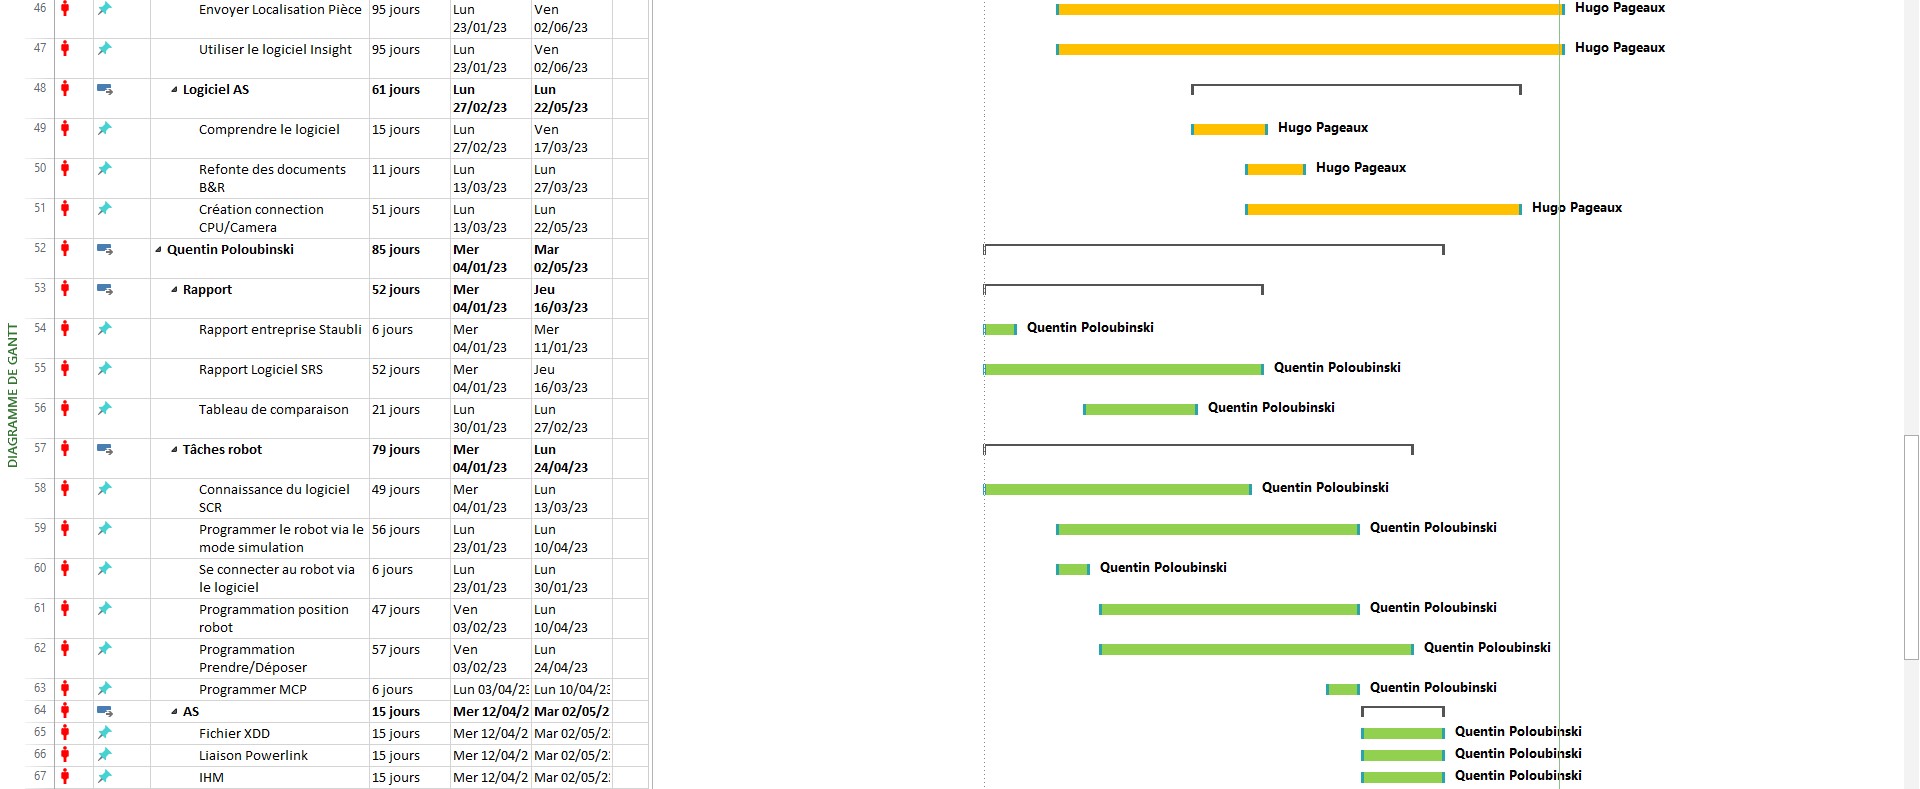 46 Envoyer Localisation Pièce 95 jours Lun Ven Hugo Pageaux
23/01/23 02/06/23
47 Utiliser le logiciel Insight 95 jours Lun Ven Hugo Pageaux
23/01/23 02/06/23
48 Logiciel AS 61 jours Lun Lun
27/02/23 22/05/23
49 Comprendre le logiciel 15 jours Lun Ven Hugo Pageaux
27/02/23 17/03/23
50 Refonte des documents 11 jours Lun Lun Hugo Pageaux
B&R 13/03/23 27/03/23
51 Création connection 51 jours Lun Lun Hugo Pageaux
CPU/Camera 13/03/23 22/05/23
52 Quentin Poloubinski 85 jours Mer Mar
04/01/23 02/05/23
53 Rapport 52 jours Mer Jeu
04/01/23 16/03/23
DIAGRAMME DE GANTT
54 Rapport entreprise Staubli 6 jours Mer Mer Quentin Poloubinski
04/01/23 11/01/23
55 Rapport Logiciel SRS 52 jours Mer Jeu Quentin Poloubinski
04/01/23 16/03/23
56 Tableau de comparaison 21 jours Lun Lun Quentin Poloubinski
30/01/23 27/02/23
57 Tâches robot 79 jours Mer Lun
04/01/23 24/04/23
58 Connaissance du logiciel 49 jours Mer Lun Quentin Poloubinski
SCR 04/01/23 13/03/23
59 Programmer le robot via le 56 jours Lun Lun Quentin Poloubinski
mode simulation 23/01/23 10/04/23
60 Se connecter au robot via 6 jours Lun Lun Quentin Poloubinski
le logiciel 23/01/23 30/01/23
61 Programmation position 47 jours Ven Lun Quentin Poloubinski
robot 03/02/23 10/04/23
62 Programmation 57 jours Ven Lun Quentin Poloubinski
Prendre/Déposer 03/02/23 24/04/23
63 Programmer MCP 6 jours Lun 03/04/23 Lun 10/04/23 Quentin Poloubinski
64 AS 15 jours Mer 12/04/2 Mar 02/05/2
65 Fichier XDD 15 jours Mer 12/04/2 Mar 02/05/2 Quentin Poloubinski
66 Liaison Powerlink 15 jours Mer 12/04/2 Mar 02/05/2 Quentin Poloubinski
67 IHM 15 jours Mer 12/04/2 Mar 02/05/2 Quentin Poloubinski